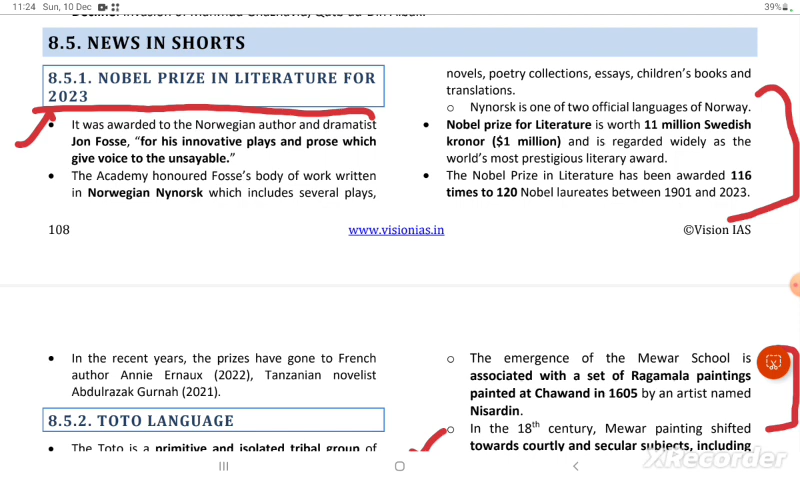 11:24 Sun, 10 Dec
39%
8.5. NEWS IN SHORTS
8.5.1. NOBEL PRIZE IN LITERATURE FOR
2023
• It was awarded to the Norwegian author and dramatist
Jon Fosse, “for his innovative plays and prose which
give voice to the unsayable.”
• The Academy honoured Fosse’s body of work written
in Norwegian Nynorsk which includes several plays,
novels, poetry collections, essays, children’s books and
translations.
o Nynorsk is one of two official languages of Norway.
• Nobel prize for Literature is worth 11 million Swedish
kronor ($1 million) and is regarded widely as the
world’s most prestigious literary award.
• The Nobel Prize in Literature has been awarded 116
times to 120 Nobel laureates between 1901 and 2023.
108
www.visionias.in
©Vision IAS
• In the recent years, the prizes have gone to French
author Annie Ernaux (2022), Tanzanian novelist
Abdulrazak Gurnah (2021).
8.5.2. TOTO LANGUAGE
• The Toto is a primitive and isolated tribal group of
o The emergence of the Mewar School is
associated with a set of Ragamala paintings
painted at Chawand in 1605 by an artist named
Nisardin.
o In the 18th century, Mewar painting shifted
towards courtly and secular subjects, including
XRecorder